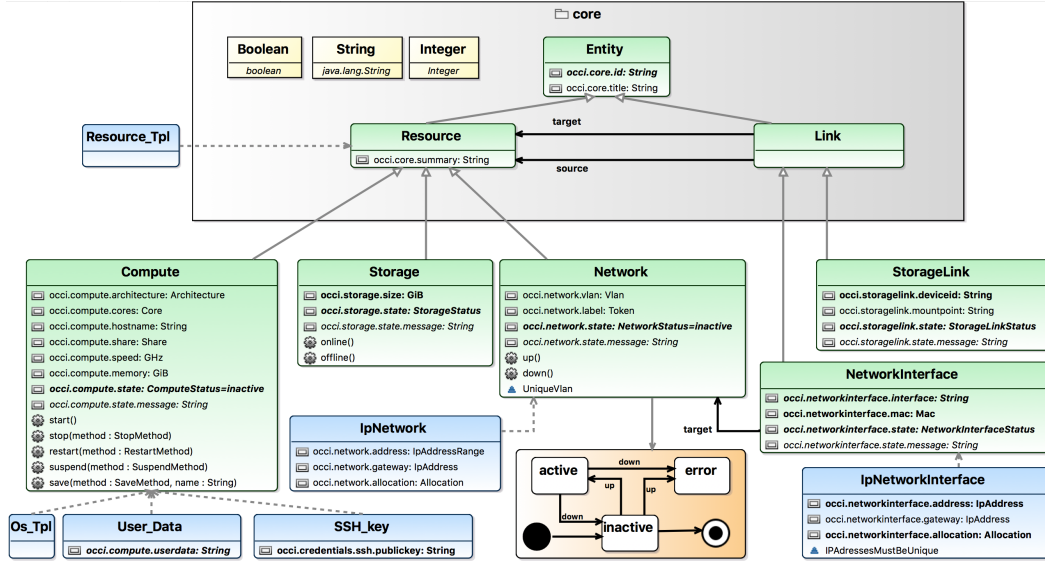 core
Boolean
boolean
String
java.lang.String
Integer
Integer
Entity
occi.core.id: String
occi.core.title: String
Resource_Tpl
Resource
occi.core.summary: String
target
source
Link
Compute
occi.compute.architecture: Architecture
occi.compute.cores: Core
occi.compute.hostname: String
occi.compute.share: Share
occi.compute.speed: GHz
occi.compute.memory: GiB
occi.compute.state: ComputeStatus=inactive
occi.compute.state.message: String
start()
stop(method : StopMethod)
restart(method : RestartMethod)
suspend(method : SuspendMethod)
save(method : SaveMethod, name : String)
Storage
occi.storage.size: GiB
occi.storage.state: StorageStatus
occi.storage.state.message: String
online()
offline()
Network
occi.network.vlan: Vlan
occi.network.label: Token
occi.network.state: NetworkStatus=inactive
occi.network.state.message: String
up()
down()
UniqueVlan
StorageLink
occi.storagelink.deviceid: String
occi.storagelink.mountpoint: String
occi.storagelink.state: StorageLinkStatus
occi.storagelink.state.message: String
NetworkInterface
occi.networkinterface.interface: String
occi.networkinterface.mac: Mac
occi.networkinterface.state: NetworkInterfaceStatus
occi.networkinterface.state.message: String
target
IpNetwork
occi.network.address: IpAddressRange
occi.network.gateway: IpAddress
occi.network.allocation: Allocation
active
down
error
up
up
down
inactive
IpNetworkInterface
occi.networkinterface.address: IpAddress
occi.networkinterface.gateway: IpAddress
occi.networkinterface.allocation: Allocation
IPAdressesMustBeUnique
Os_Tpl
User_Data
occi.compute.userdata: String
SSH_key
occi.credentials.ssh.publickey: String